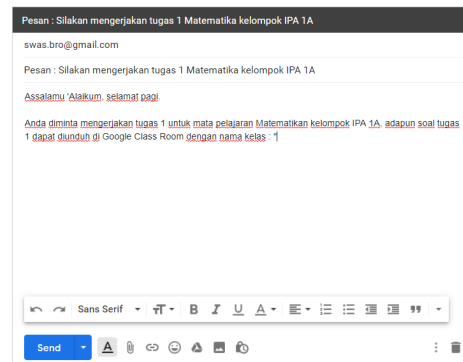 Pesan : Silakan mengerjakan tugas 1 Matematika kelompok IPA 1A
swas.bro@gmail.com
Pesan : Silakan mengerjakan tugas 1 Matematika kelompok IPA 1A
Assalamu 'Alaikum, selamat pagi.
Anda diminta mengerjakan tugas 1 untuk mata pelajaran Matematikan kelompok IPA 1A, adapun soal tugas
1 dapat diunduh di Google Class Room dengan nama kelas : "
Sans Serif
Send